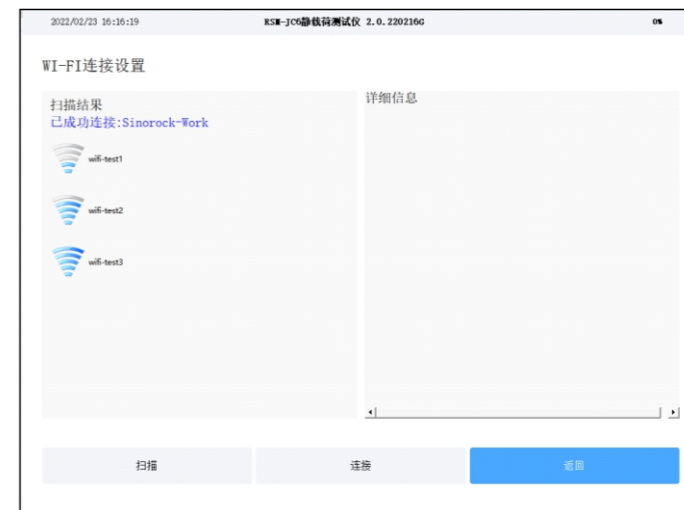 2022/02/23 16:16:19 RSM-JC6静载荷测试仪 2.0.220216G 0%
WI-FI连接设置
扫描结果
已成功连接:Sinorock-Work
wifi-test1
wifi-test2
wifi-test3
详细信息
扫描 连接 返回